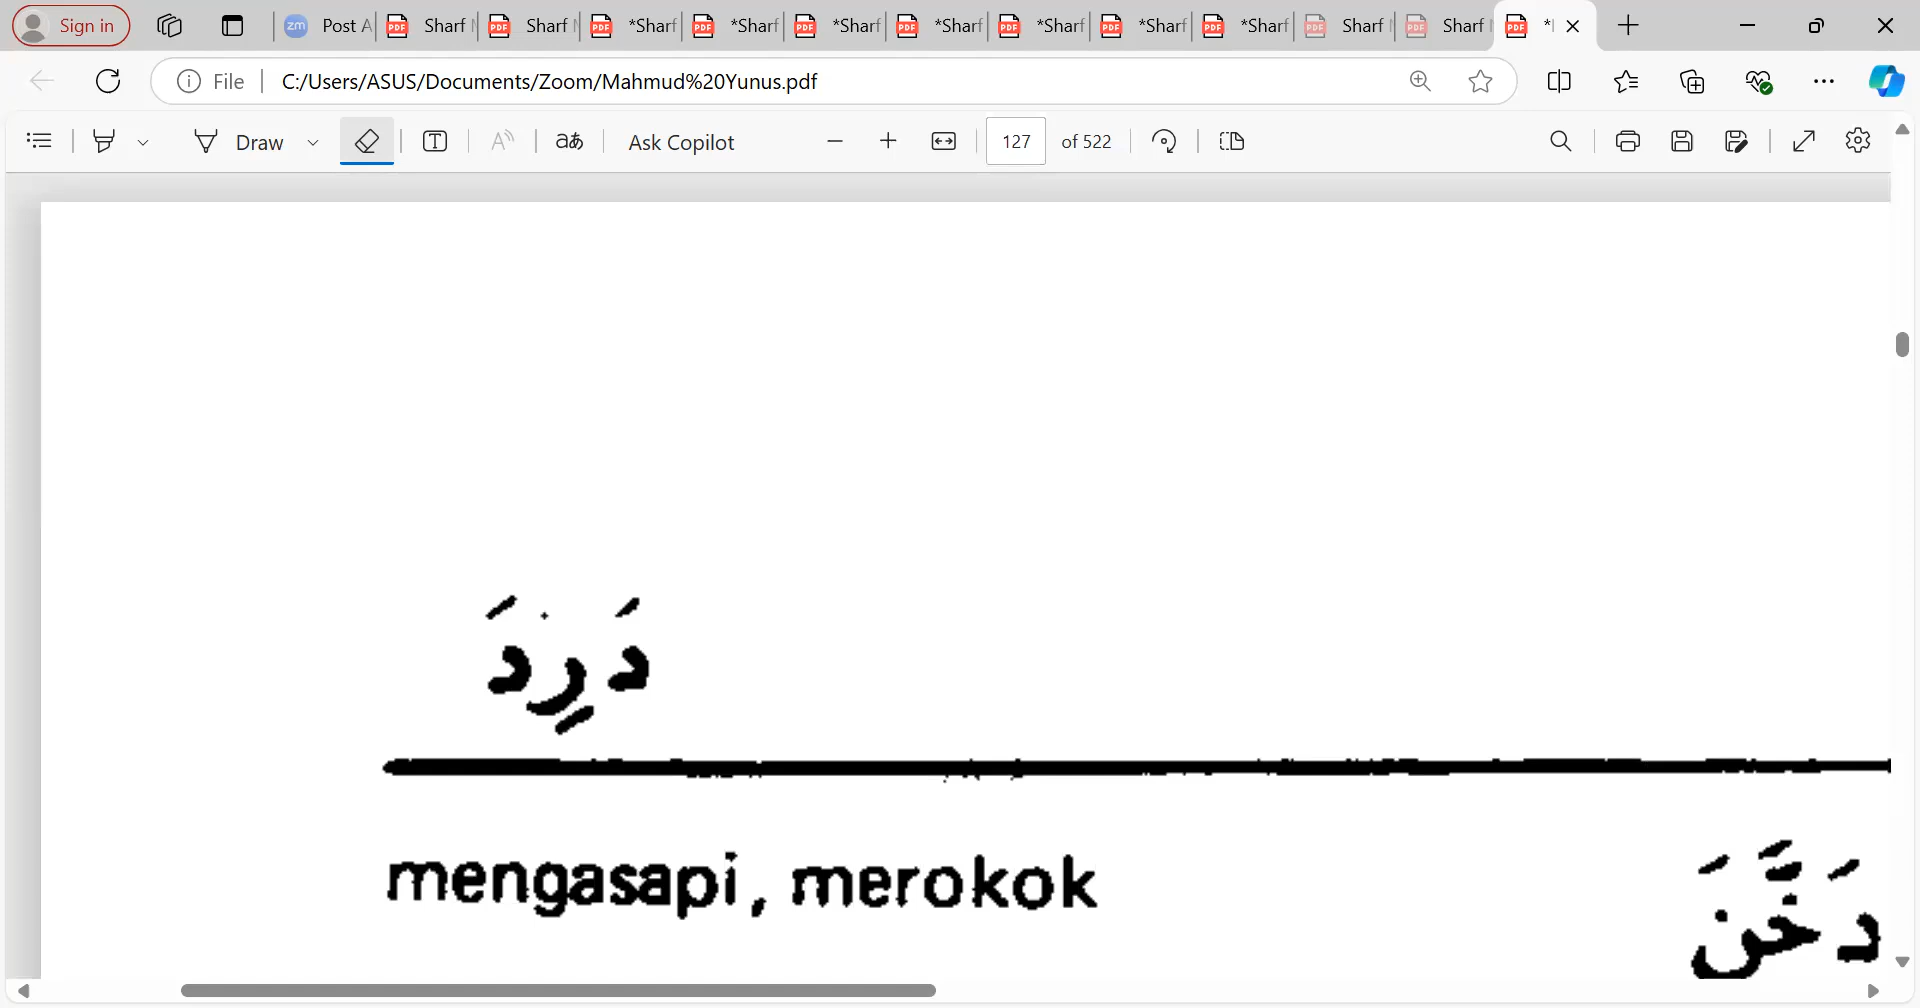 Sign in Post A Sharf Sharf *Sharf *Sharf *Sharf *Sharf *Sharf *Sharf *Sharf Sharf Sharf
File C:/Users/ASUS/Documents/Zoom/Mahmud%20Yunus.pdf
Draw Ask Copilot 127 of 522
دَرِدَ
mengasapi, merokok دَخَّنَ